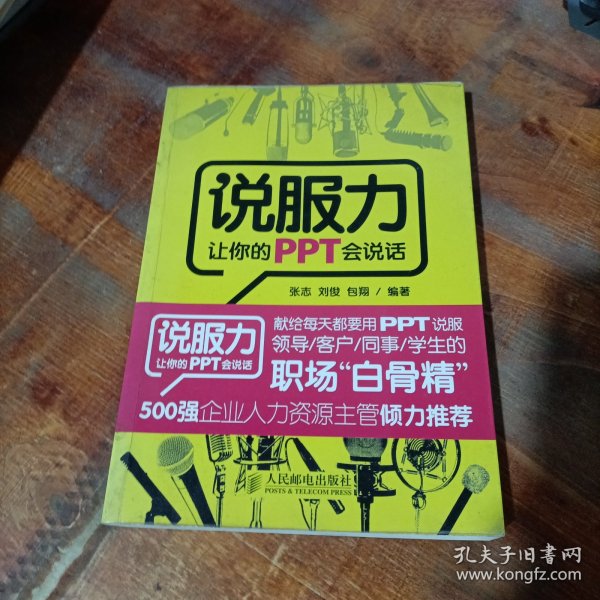 说服力
让你的PPT会说话
张志 刘俊 包翔 / 编著
说服力
让你的PPT会说话
献给每天都要用PPT说服
领导/客户/同事/学生的
职场“白骨精”
500强企业人力资源主管倾力推荐
人民邮电出版社
POSTS & TELECOM PRESS
孔夫子旧书网
www.kongfz.com